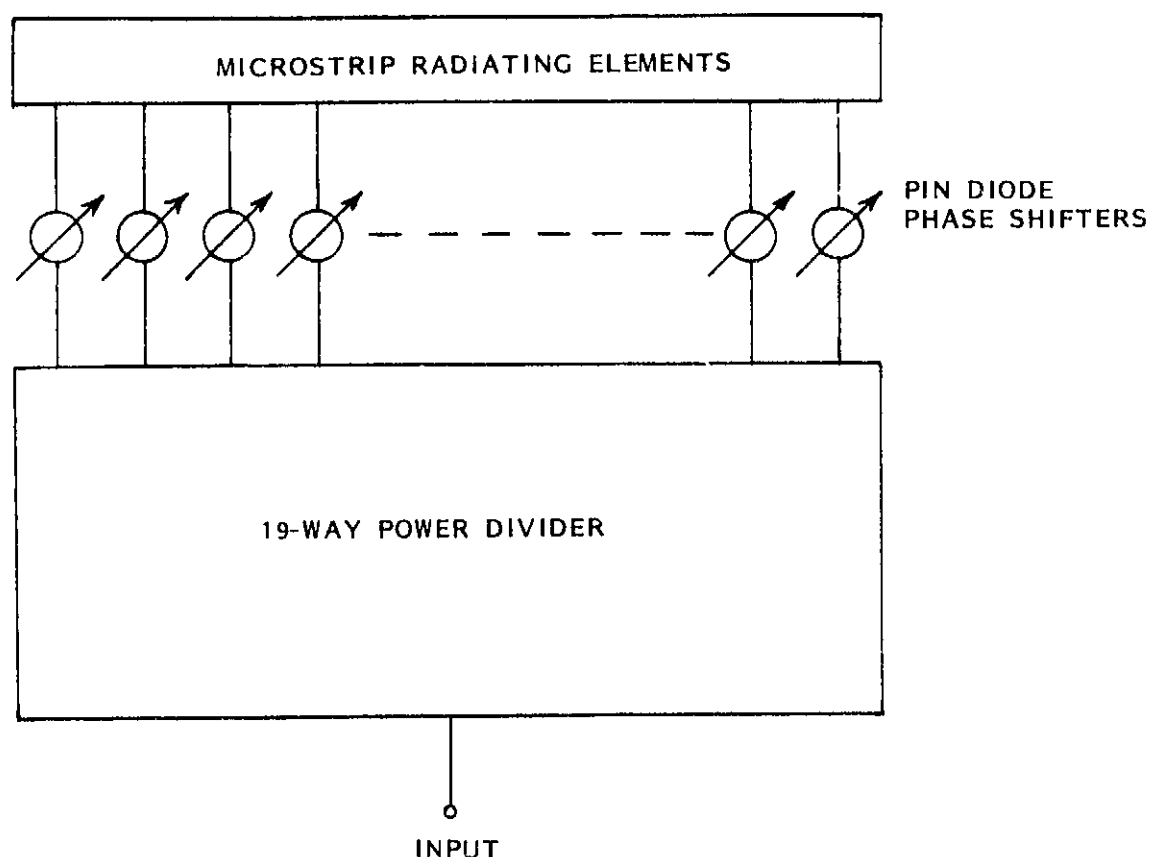 MICROSTRIP RADIATING ELEMENTS
PIN DIODE
PHASE SHIFTERS
19-WAY POWER DIVIDER
INPUT